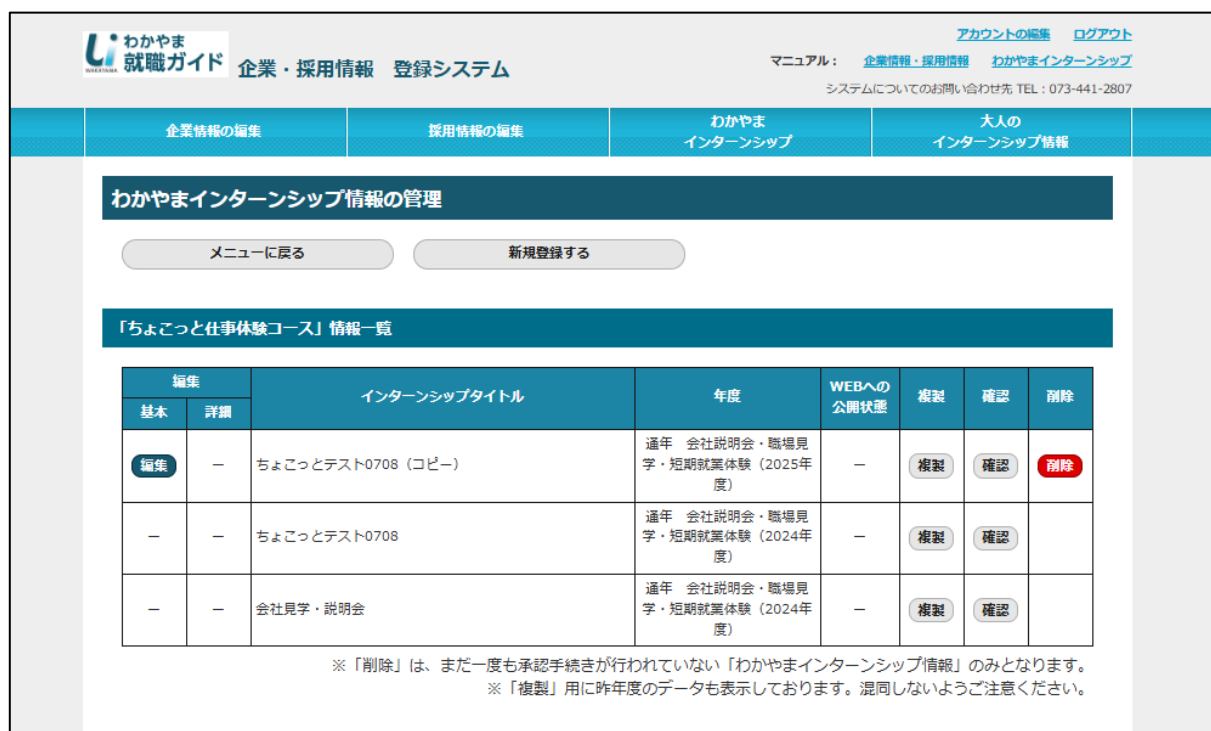 わかやま
就職ガイド
WAKAYAMA
企業・採用情報　登録システム
アカウントの編集　ログアウト
マニュアル：　企業情報・採用情報　わかやまインターンシップ
システムについてのお問い合わせ先 TEL：073-441-2807
企業情報の編集
採用情報の編集
わかやま
インターンシップ
大人の
インターンシップ情報
わかやまインターンシップ情報の管理
メニューに戻る
新規登録する
「ちょこっと仕事体験コース」情報一覧
編集
基本　詳細
インターンシップタイトル
年度
WEBへの
公開状態
複製
確認
削除
編集
－
ちょこっとテスト0708（コピー）
通年　会社説明会・職場見
学・短期就業体験（2025年
度）
－
複製
確認
削除
－
－
ちょこっとテスト0708
通年　会社説明会・職場見
学・短期就業体験（2024年
度）
－
複製
確認
－
－
会社見学・説明会
通年　会社説明会・職場見
学・短期就業体験（2024年
度）
－
複製
確認
※「削除」は、まだ一度も承認手続きが行われていない「わかやまインターンシップ情報」のみとなります。
※「複製」用に昨年度のデータも表示しております。混同しないようご注意ください。